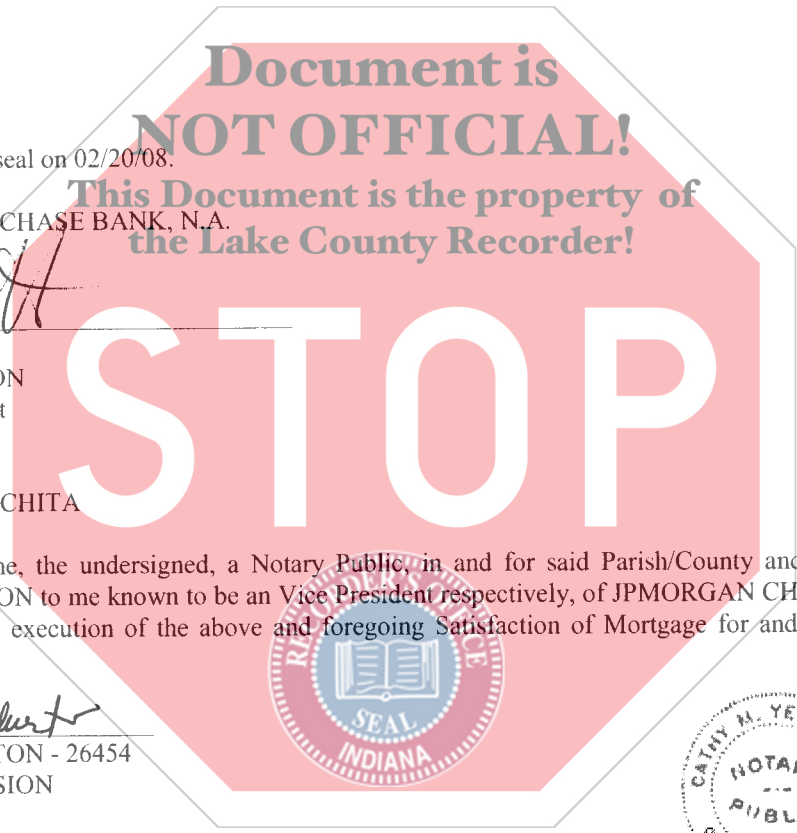 Document is
NOT OFFICIAL!
seal on 02/20/08.
This Document is the property of
CHASE BANK, N.A.
the Lake County Recorder!
STOP
ON
CHITA
ne, the undersigned, a Notary Public, in and for said Parish/County and
ON to me known to be an Vice President respectively, of JPMORGAN CH
execution of the above and foregoing Satisfaction of Mortgage for and
RECORDER'S OFFICE
SEAL
INDIANA
TON - 26454
SION
CATHY M. YE
NOTA
PUBL